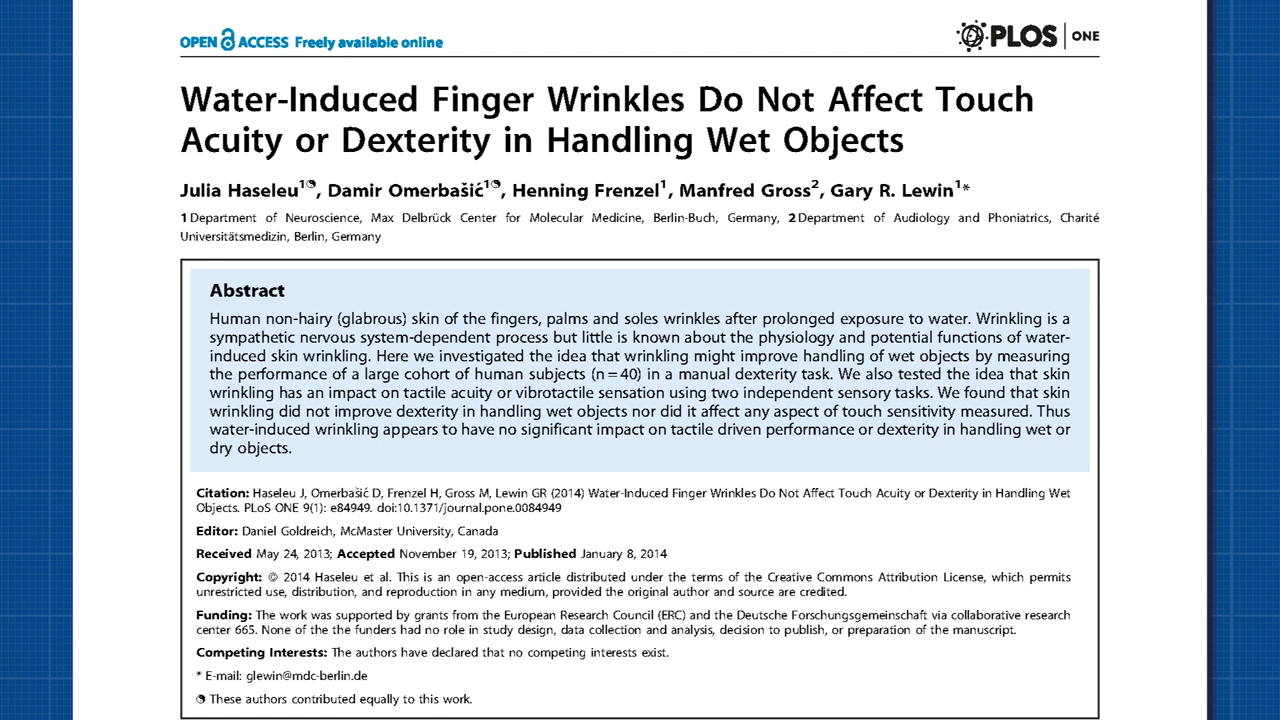 OPEN ACCESS Freely available online
PLOS | ONE
Water-Induced Finger Wrinkles Do Not Affect Touch
Acuity or Dexterity in Handling Wet Objects
Julia Haseleu1◔, Damir Omerbašić1◔, Henning Frenzel1, Manfred Gross2, Gary R. Lewin1*
1 Department of Neuroscience, Max Delbrück Center for Molecular Medicine, Berlin-Buch, Germany, 2 Department of Audiology and Phoniatrics, Charité
Universitätsmedizin, Berlin, Germany
Abstract
Human non-hairy (glabrous) skin of the fingers, palms and soles wrinkles after prolonged exposure to water. Wrinkling is a
sympathetic nervous system-dependent process but little is known about the physiology and potential functions of water-
induced skin wrinkling. Here we investigated the idea that wrinkling might improve handling of wet objects by measuring
the performance of a large cohort of human subjects (n = 40) in a manual dexterity task. We also tested the idea that skin
wrinkling has an impact on tactile acuity or vibrotactile sensation using two independent sensory tasks. We found that skin
wrinkling did not improve dexterity in handling wet objects nor did it affect any aspect of touch sensitivity measured. Thus
water-induced wrinkling appears to have no significant impact on tactile driven performance or dexterity in handling wet or
dry objects.
Citation: Haseleu J, Omerbašić D, Frenzel H, Gross M, Lewin GR (2014) Water-Induced Finger Wrinkles Do Not Affect Touch Acuity or Dexterity in Handling Wet
Objects. PLoS ONE 9(1): e84949. doi:10.1371/journal.pone.0084949
Editor: Daniel Goldreich, McMaster University, Canada
Received May 24, 2013; Accepted November 19, 2013; Published January 8, 2014
Copyright: © 2014 Haseleu et al. This is an open-access article distributed under the terms of the Creative Commons Attribution License, which permits
unrestricted use, distribution, and reproduction in any medium, provided the original author and source are credited.
Funding: The work was supported by grants from the European Research Council (ERC) and the Deutsche Forschungsgemeinschaft via collaborative research
center 665. None of the the funders had no role in study design, data collection and analysis, decision to publish, or preparation of the manuscript.
Competing Interests: The authors have declared that no competing interests exist.
* E-mail: glewin@mdc-berlin.de
◔ These authors contributed equally to this work.